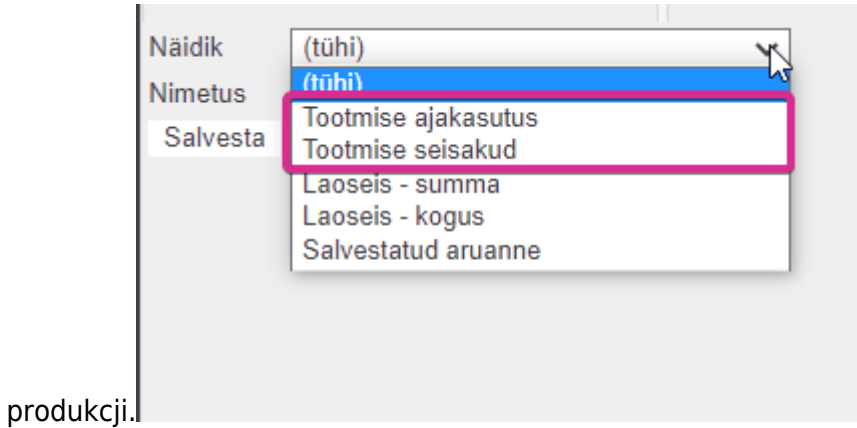 Näidik (tühi)
(tühi)
Nimetus
Tootmise ajakasutus
Salvesta
Tootmise seisakud
Laoseis - summa
Laoseis - kogus
Salvestatud aruanne
produkcji.